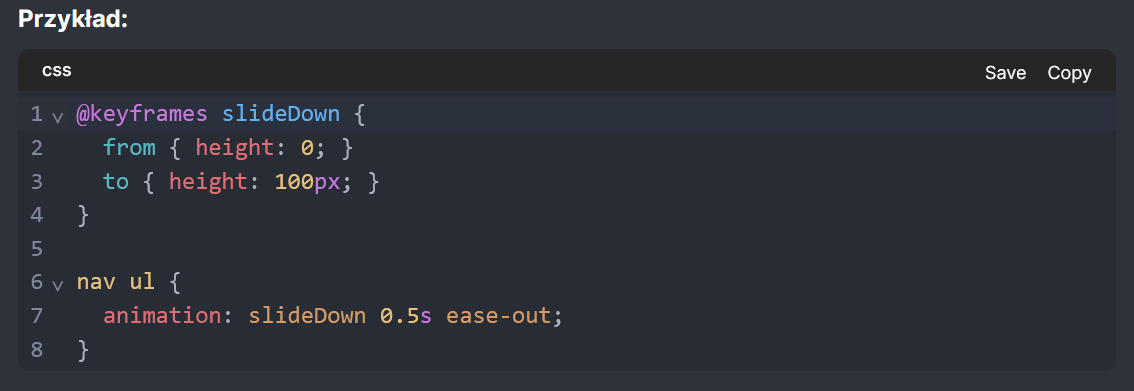 Przykład:
css
Save Copy
1 @keyframes slideDown {
2 from { height: 0; }
3 to { height: 100px; }
4 }
5
6 nav ul {
7 animation: slideDown 0.5s ease-out;
8 }